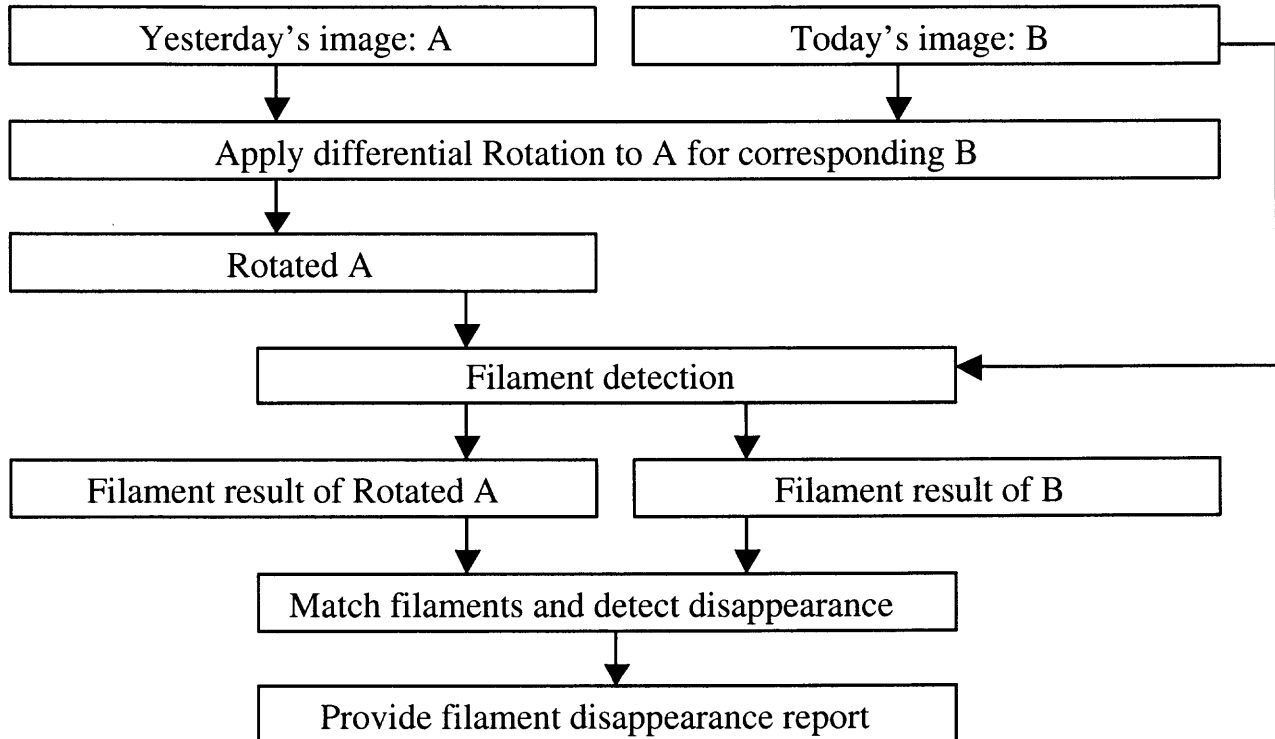 Yesterday's image: A
Today's image: B
Apply differential Rotation to A for corresponding B
Rotated A
Filament detection
Filament result of Rotated A
Filament result of B
Match filaments and detect disappearance
Provide filament disappearance report